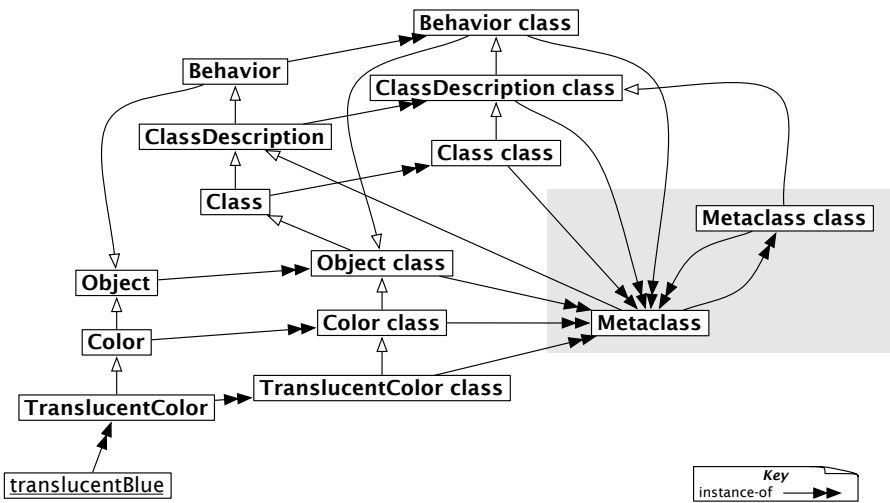 Behavior class
Behavior
ClassDescription class
ClassDescription
Class class
Class
Metaclass class
Object class
Object
Color class
Metaclass
Color
TranslucentColor class
TranslucentColor
translucentBlue
Key
instance-of